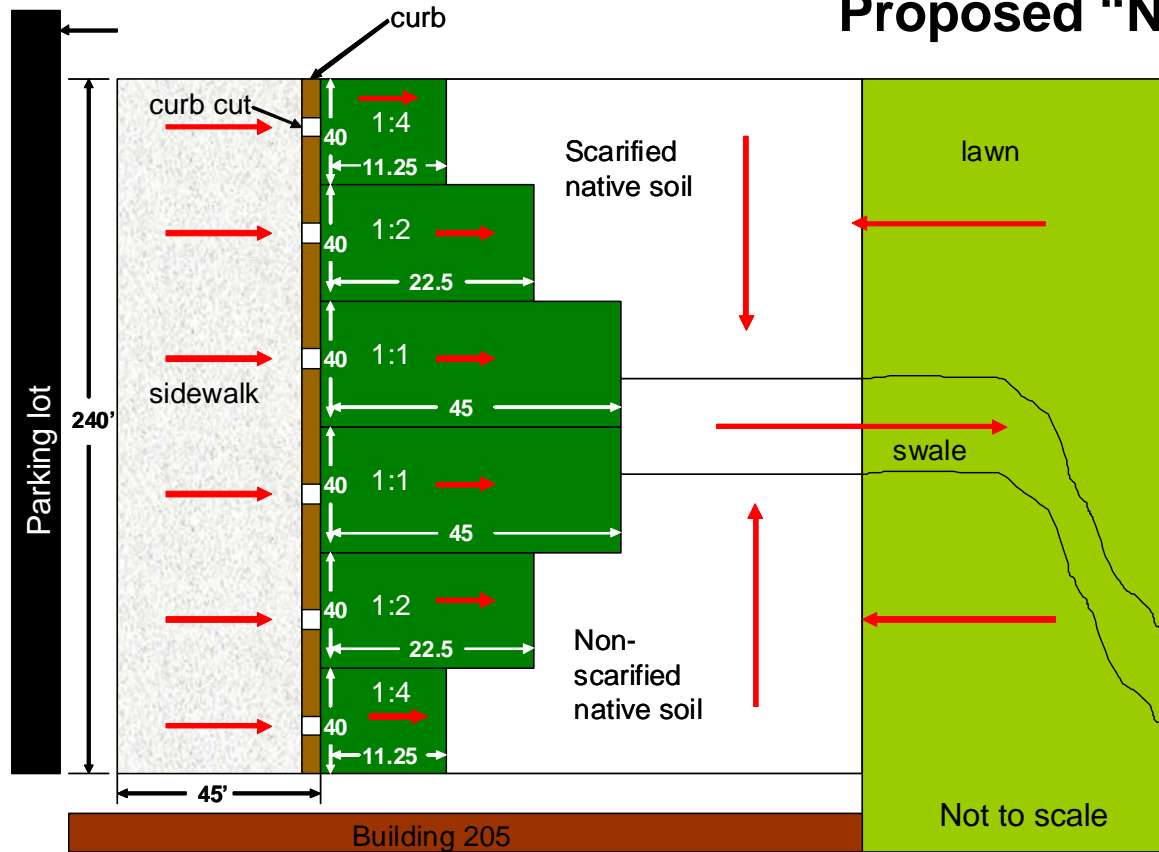 Proposed "N
curb
curb cut
40
1:4
11.25
Scarified
native soil
lawn
40
1:2
22.5
40
1:1
45
sidewalk
Parking lot
240’
swale
40
1:1
45
40
1:2
22.5
Non-
scarified
native soil
40
1:4
11.25
45’
Not to scale
Building 205